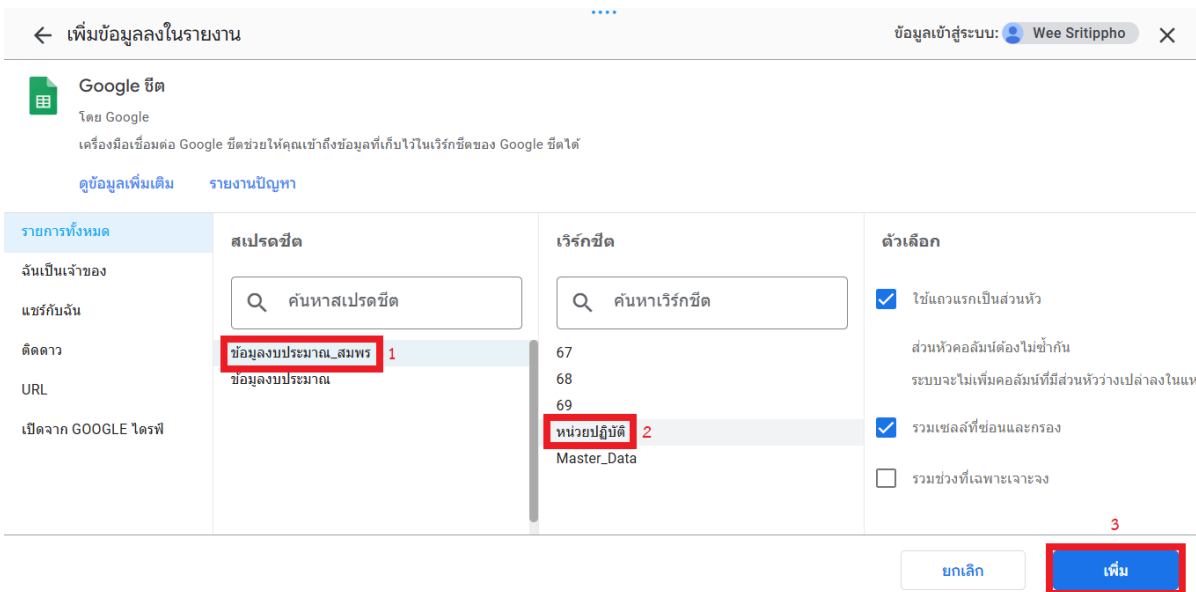 เพิ่มข้อมูลลงในรายงาน
ข้อมูลเข้าสู่ระบบ: Wee Sritippho
Google ชีต
โดย Google
เครื่องมือเชื่อมต่อ Google ชีตช่วยให้คุณเข้าถึงข้อมูลที่เก็บไว้ในเวิร์กชีตของ Google ชีตได้
ดูข้อมูลเพิ่มเติม รายงานปัญหา
รายการทั้งหมด
ฉันเป็นเจ้าของ
แชร์กับฉัน
ติดดาว
URL
เปิดจาก GOOGLE ไดรฟ์
สเปรดชีต
ค้นหาสเปรดชีต
ข้อมูลงบประมาณ_สมพร 1
ข้อมูลงบประมาณ
เวิร์กชีต
ค้นหาเวิร์กชีต
67
68
69
หน่วยปฏิบัติ 2
Master_Data
ตัวเลือก
ใช้แถวแรกเป็นส่วนหัว
ส่วนหัวคอลัมน์ต้องไม่ซ้ำกัน
ระบบจะไม่เพิ่มคอลัมน์ที่มีส่วนหัวว่างเปล่าลงในแห
รวมเซลล์ที่ซ่อนและกรอง
รวมช่วงที่เฉพาะเจาะจง
3
ยกเลิก เพิ่ม